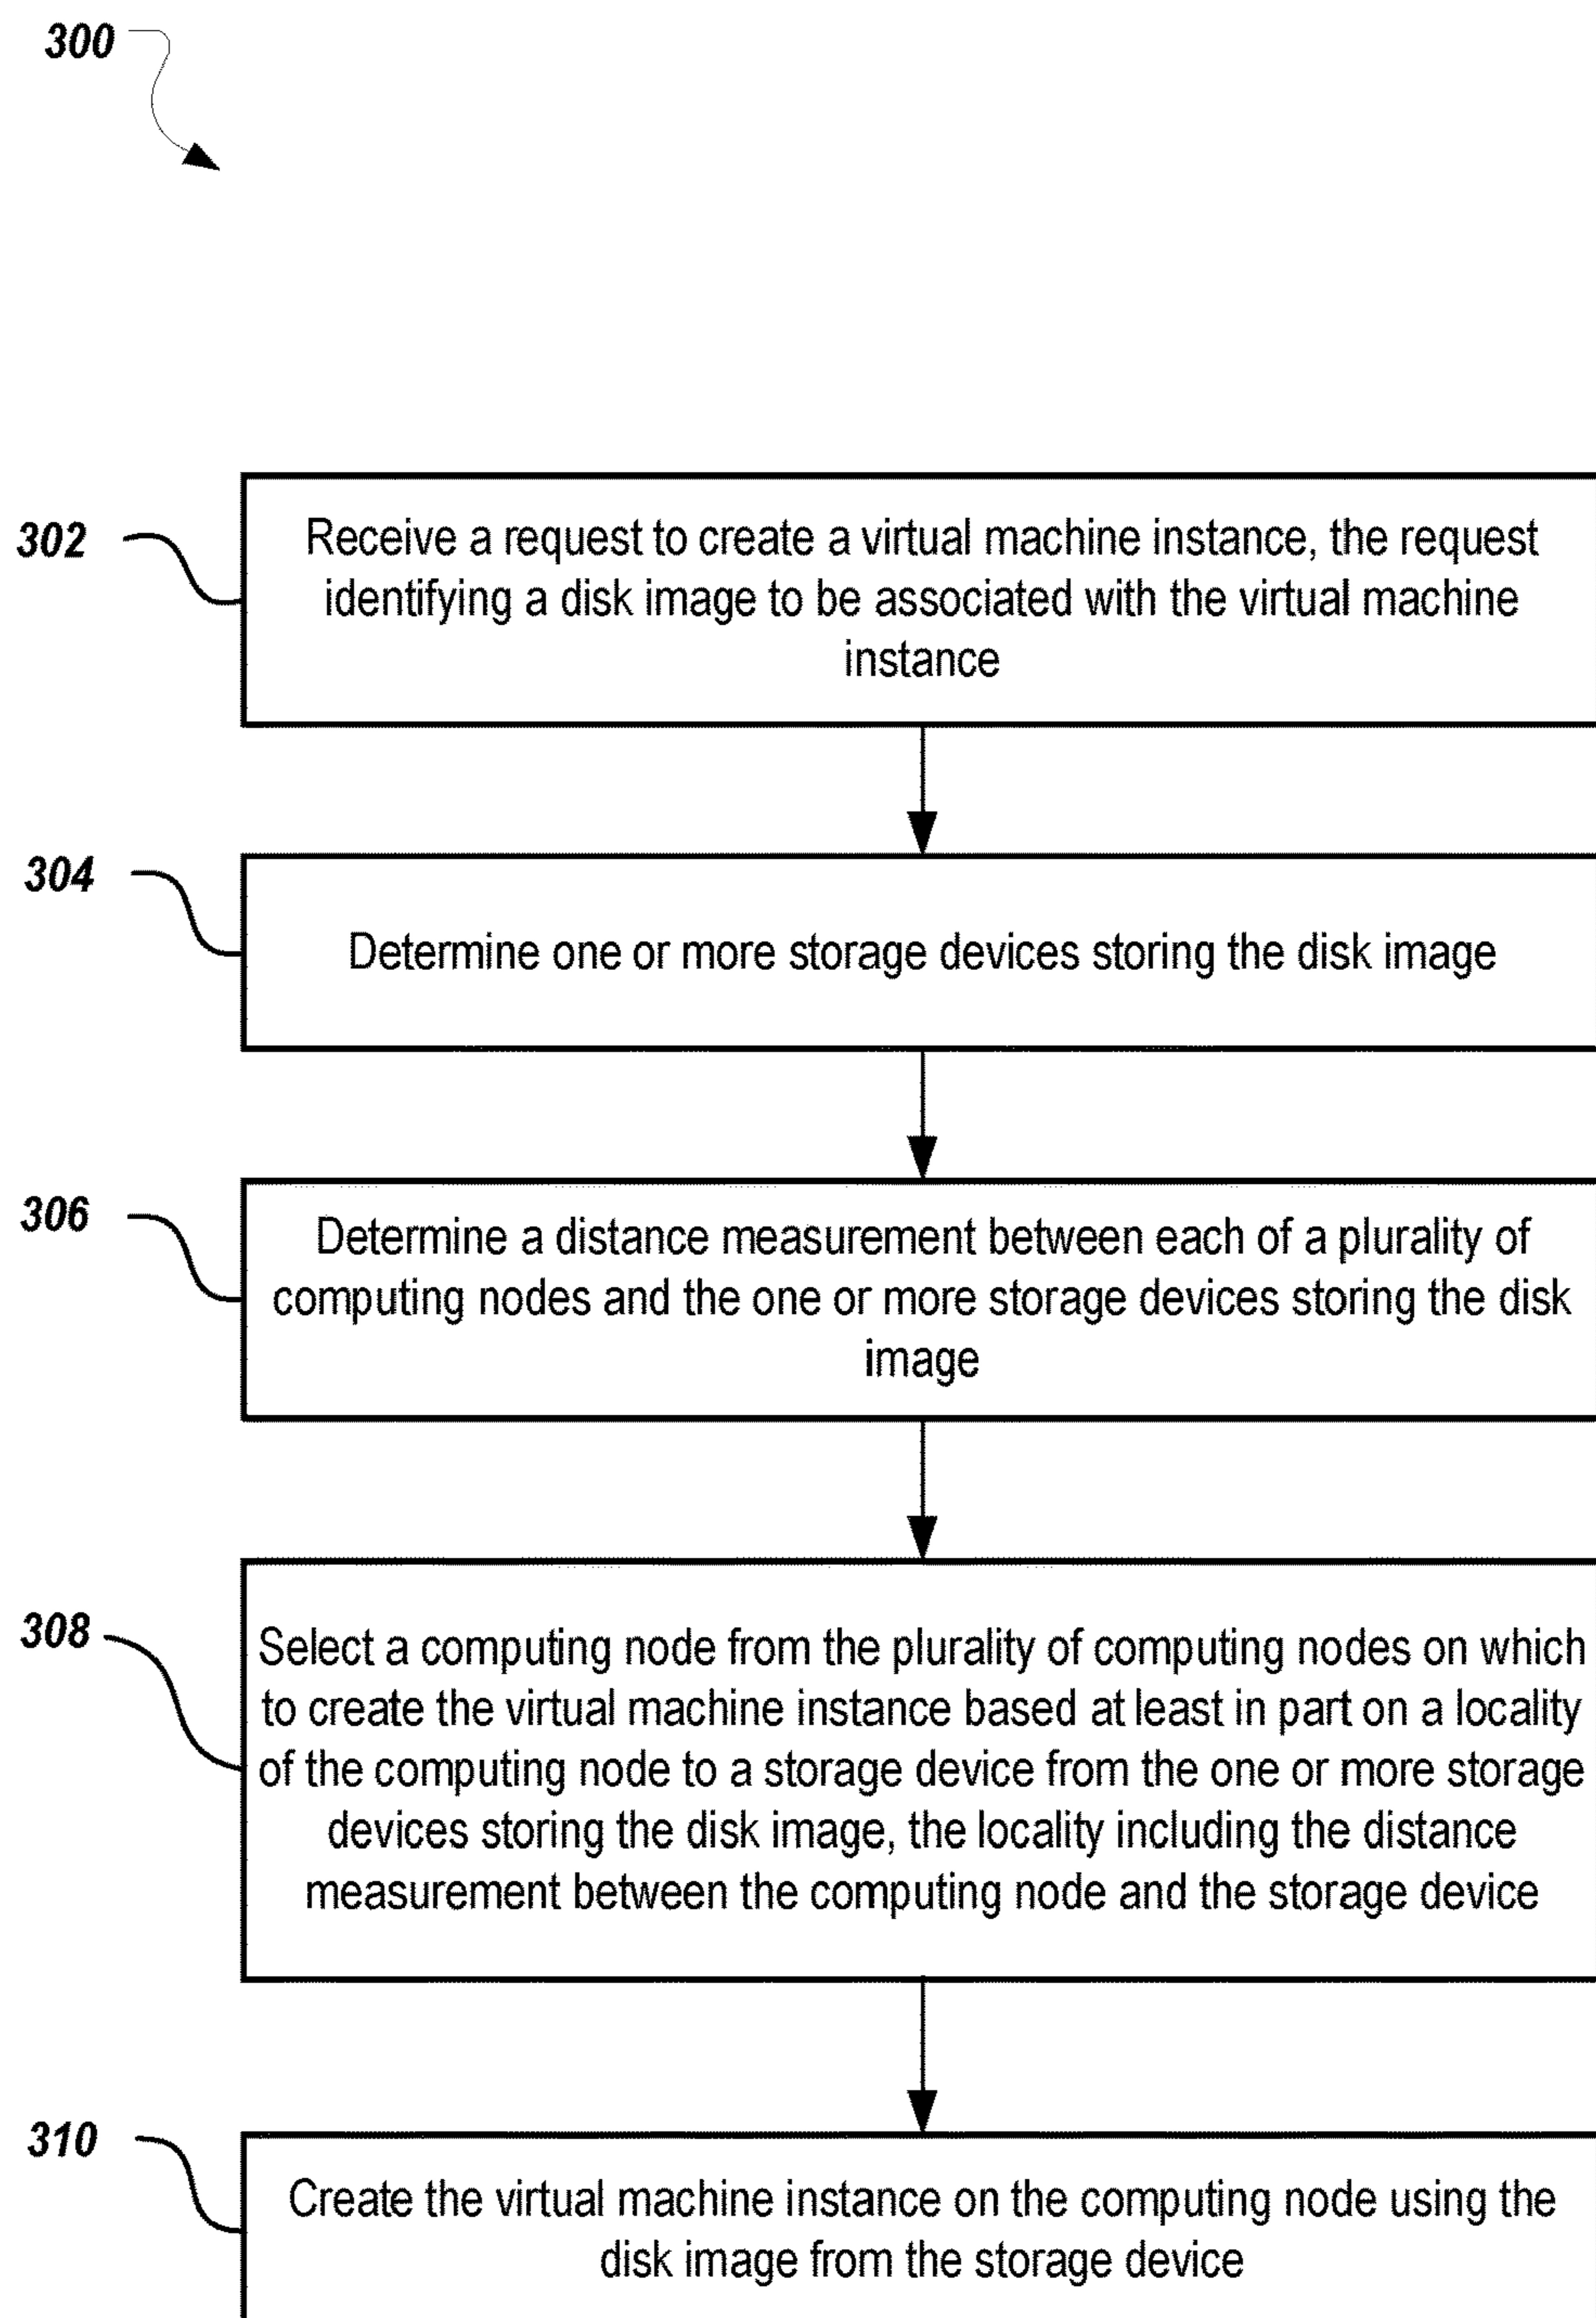 300
302
Receive a request to create a virtual machine instance, the request
identifying a disk image to be associated with the virtual machine
instance
304
Determine one or more storage devices storing the disk image
306
Determine a distance measurement between each of a plurality of
computing nodes and the one or more storage devices storing the disk
image
308
Select a computing node from the plurality of computing nodes on which
to create the virtual machine instance based at least in part on a locality
of the computing node to a storage device from the one or more storage
devices storing the disk image, the locality including the distance
measurement between the computing node and the storage device
310
Create the virtual machine instance on the computing node using the
disk image from the storage device